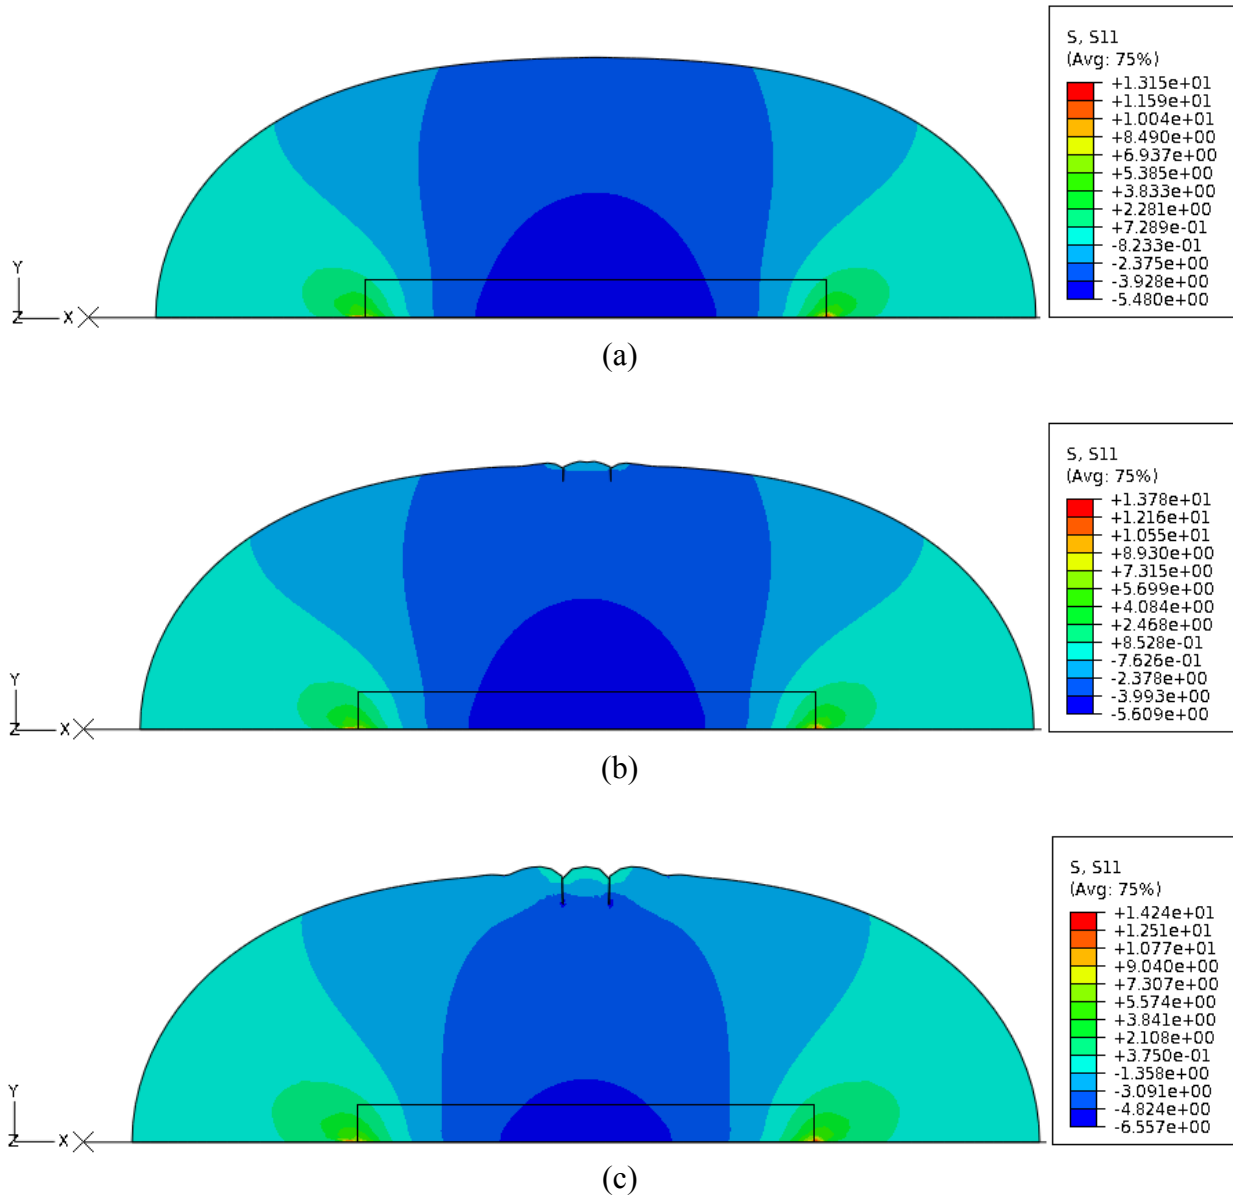 S, S11
(Avg: 75%)
+1.315e+01
+1.159e+01
+1.004e+01
+8.490e+00
+6.937e+00
+5.385e+00
+3.833e+00
+2.281e+00
+7.289e-01
-8.233e-01
-2.375e+00
-3.928e+00
-5.480e+00
Y
Z X
(a)
S, S11
(Avg: 75%)
+1.378e+01
+1.216e+01
+1.055e+01
+8.930e+00
+7.315e+00
+5.699e+00
+4.084e+00
+2.468e+00
+8.528e-01
-7.626e-01
-2.378e+00
-3.993e+00
-5.609e+00
Y
Z X
(b)
S, S11
(Avg: 75%)
+1.424e+01
+1.251e+01
+1.077e+01
+9.040e+00
+7.307e+00
+5.574e+00
+3.841e+00
+2.108e+00
+3.750e-01
-1.358e+00
-3.091e+00
-4.824e+00
-6.557e+00
Y
Z X
(c)